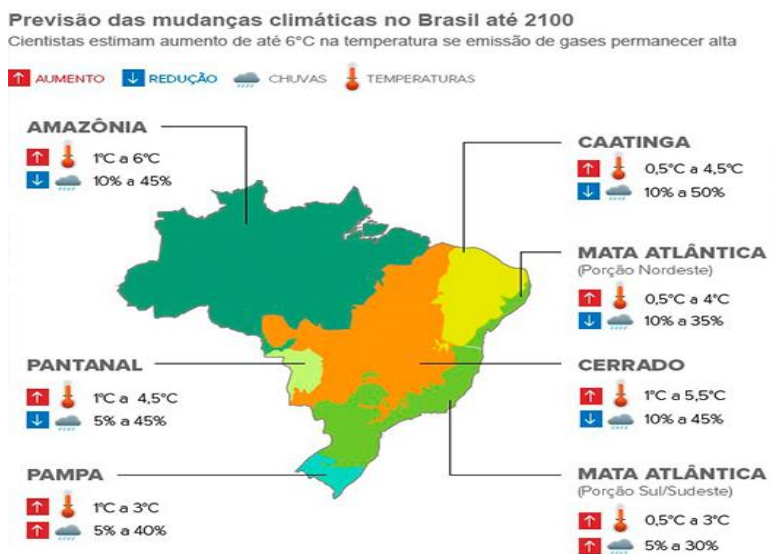 Previsão das mudanças climáticas no Brasil até 2100
Cientistas estimam aumento de até 6°C na temperatura se emissão de gases permanecer alta
AUMENTO REDUÇÃO CHUVAS TEMPERATURAS
AMAZÔNIA
1°C a 6°C
10% a 45%
CAATINGA
0,5°C a 4,5°C
10% a 50%
MATA ATLÂNTICA
(Porção Nordeste)
0,5°C a 4°C
10% a 35%
PANTANAL
1°C a 4,5°C
5% a 45%
CERRADO
1°C a 5,5°C
10% a 45%
PAMPA
1°C a 3°C
5% a 40%
MATA ATLÂNTICA
(Porção Sul/Sudeste)
0,5°C a 3°C
5% a 30%